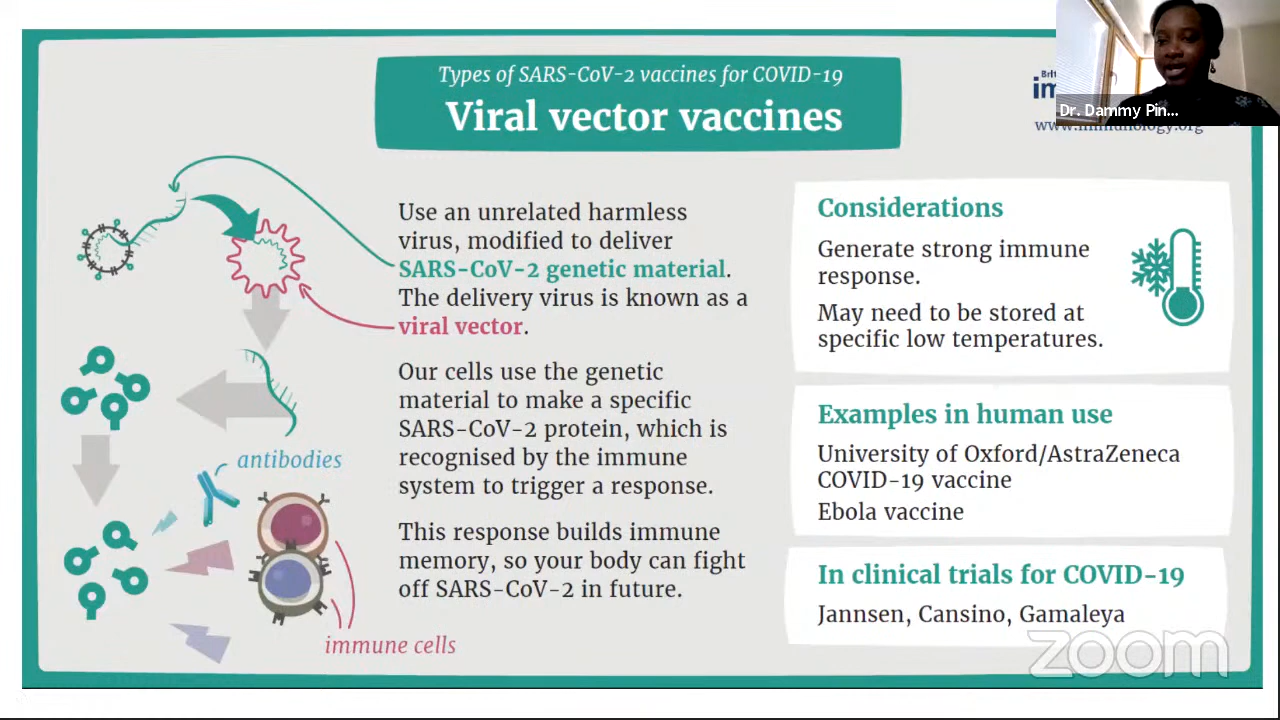 Types of SARS-CoV-2 vaccines for COVID-19
Viral vector vaccines
Dr. Dammy Pin...
www.immunology.org
Use an unrelated harmless
virus, modified to deliver
SARS-CoV-2 genetic material.
The delivery virus is known as a
viral vector.
Our cells use the genetic
material to make a specific
SARS-CoV-2 protein, which is
recognised by the immune
system to trigger a response.
This response builds immune
memory, so your body can fight
off SARS-CoV-2 in future.
antibodies
immune cells
Considerations
Generate strong immune
response.
May need to be stored at
specific low temperatures.
Examples in human use
University of Oxford/AstraZeneca
COVID-19 vaccine
Ebola vaccine
In clinical trials for COVID-19
Jannsen, Cansino, Gamaleya
zoom